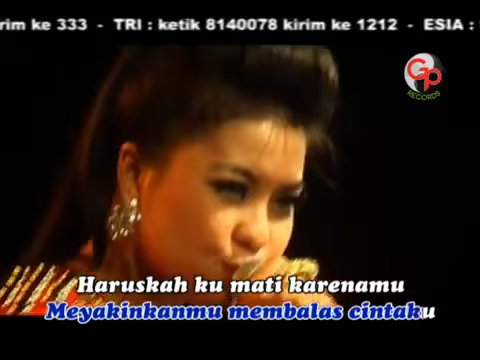 rim ke 333 - TRI : ketik 8140078 kirim ke 1212 - ESIA :
GP
RECORDS
Haruskah ku mati karenamu
Meyakinkanmu membalas cintaku